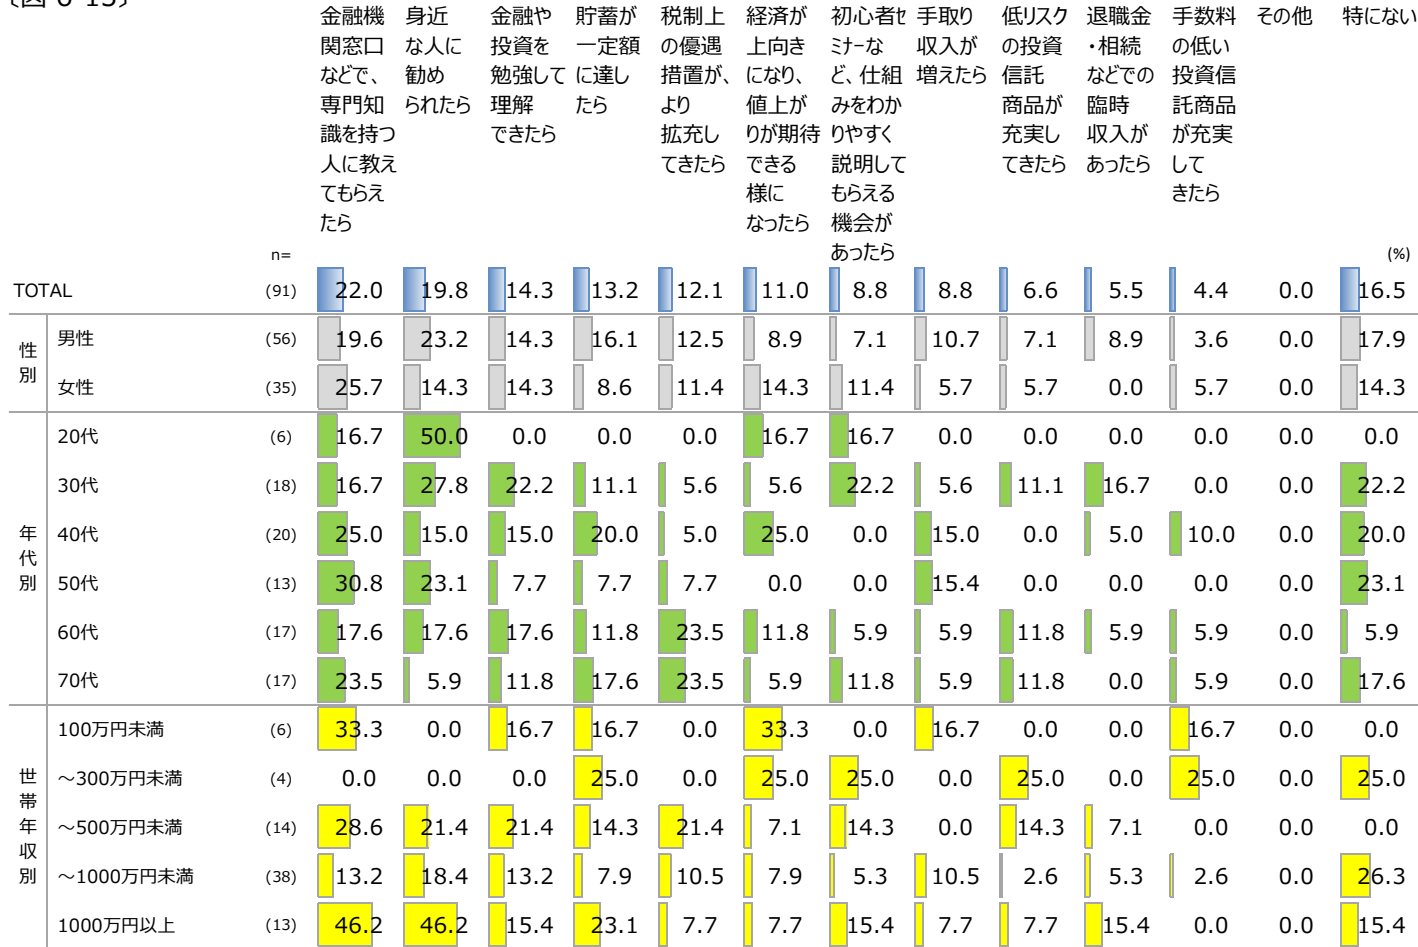 〔図 6-13〕
金融機関窓口などで、専門知識を持つ人に教えてもらえたら 身近な人に勧められたら 金融や投資を勉強して理解できたら 貯蓄が一定額に達したら 税制上の優遇措置が、より拡充してきたら 経済が上向きになり、値上がりが期待できる様になったら 初心者セミナーなど、仕組みをわかりやすく説明してもらえる機会があったら 手取り収入が増えたら 低リスクの投資信託商品が充実してきたら 退職金・相続などでの臨時収入があったら 手数料の低い投資信託商品が充実してきたら その他 特にない
n= (%)
TOTAL (91) 22.0 19.8 14.3 13.2 12.1 11.0 8.8 8.8 6.6 5.5 4.4 0.0 16.5
性別
男性 (56) 19.6 23.2 14.3 16.1 12.5 8.9 7.1 10.7 7.1 8.9 3.6 0.0 17.9
女性 (35) 25.7 14.3 14.3 8.6 11.4 14.3 11.4 5.7 5.7 0.0 5.7 0.0 14.3
年代別
20代 (6) 16.7 50.0 0.0 0.0 0.0 16.7 16.7 0.0 0.0 0.0 0.0 0.0 0.0
30代 (18) 16.7 27.8 22.2 11.1 5.6 5.6 22.2 5.6 11.1 16.7 0.0 0.0 22.2
40代 (20) 25.0 15.0 15.0 20.0 5.0 25.0 0.0 15.0 0.0 5.0 10.0 0.0 20.0
50代 (13) 30.8 23.1 7.7 7.7 7.7 0.0 0.0 15.4 0.0 0.0 0.0 0.0 23.1
60代 (17) 17.6 17.6 17.6 11.8 23.5 11.8 5.9 5.9 11.8 5.9 5.9 0.0 5.9
70代 (17) 23.5 5.9 11.8 17.6 23.5 5.9 11.8 5.9 11.8 0.0 5.9 0.0 17.6
世帯年収別
100万円未満 (6) 33.3 0.0 16.7 16.7 0.0 33.3 0.0 16.7 0.0 0.0 16.7 0.0 0.0
～300万円未満 (4) 0.0 0.0 0.0 25.0 0.0 25.0 25.0 0.0 25.0 0.0 25.0 0.0 25.0
～500万円未満 (14) 28.6 21.4 21.4 14.3 21.4 7.1 14.3 0.0 14.3 7.1 0.0 0.0 0.0
～1000万円未満 (38) 13.2 18.4 13.2 7.9 10.5 7.9 5.3 10.5 2.6 5.3 2.6 0.0 26.3
1000万円以上 (13) 46.2 46.2 15.4 23.1 7.7 7.7 15.4 7.7 7.7 15.4 0.0 0.0 15.4